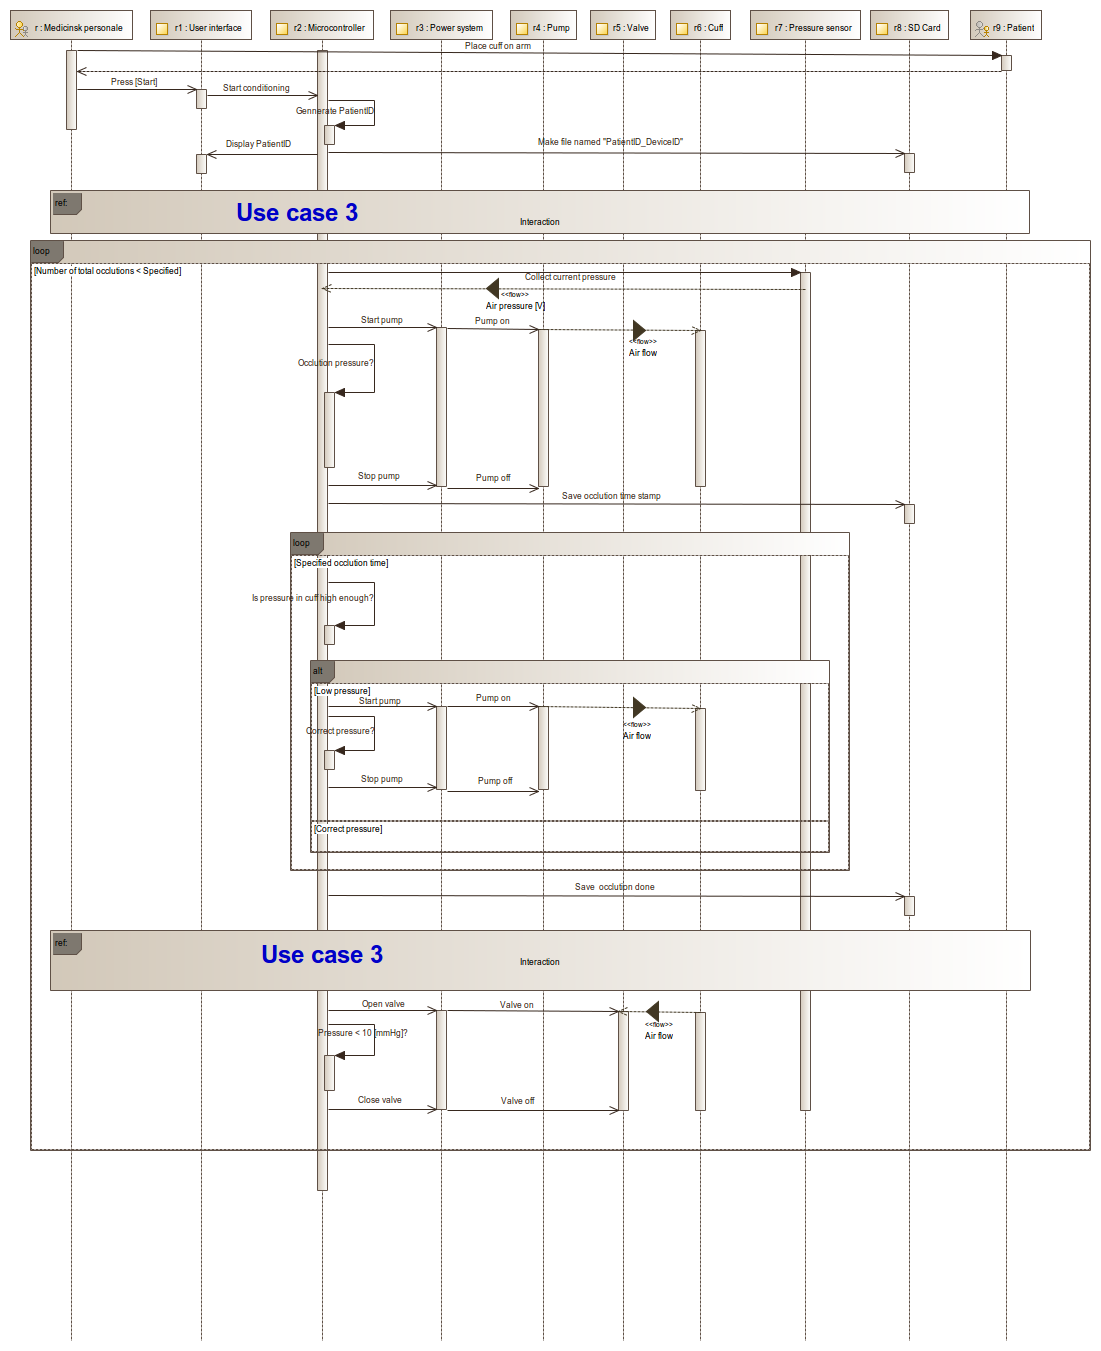 r : Medicinsk personale
r1 : User interface
r2 : Microcontroller
r3 : Power system
r4 : Pump
r5 : Valve
r6 : Cuff
r7 : Pressure sensor
r8 : SD Card
r9 : Patient
Place cuff on arm
Press [Start]
Start conditioning
Gennerate PatientID
Display PatientID
Make file named "PatientID_DeviceID"
ref:
Use case 3
Interaction
loop
[Number of total occlutions < Specified]
Collect current pressure
<<flow>>
Air pressure [V]
Start pump
Pump on
<<flow>>
Air flow
Occlution pressure?
Stop pump
Pump off
Save occlution time stamp
loop
[Specified occlution time]
Is pressure in cuff high enough?
alt
[Low pressure]
Start pump
Pump on
<<flow>>
Air flow
Correct pressure?
Stop pump
Pump off
[Correct pressure]
Save occlution done
ref:
Use case 3
Interaction
Open valve
Valve on
<<flow>>
Air flow
Pressure < 10 [mmHg]?
Close valve
Valve off